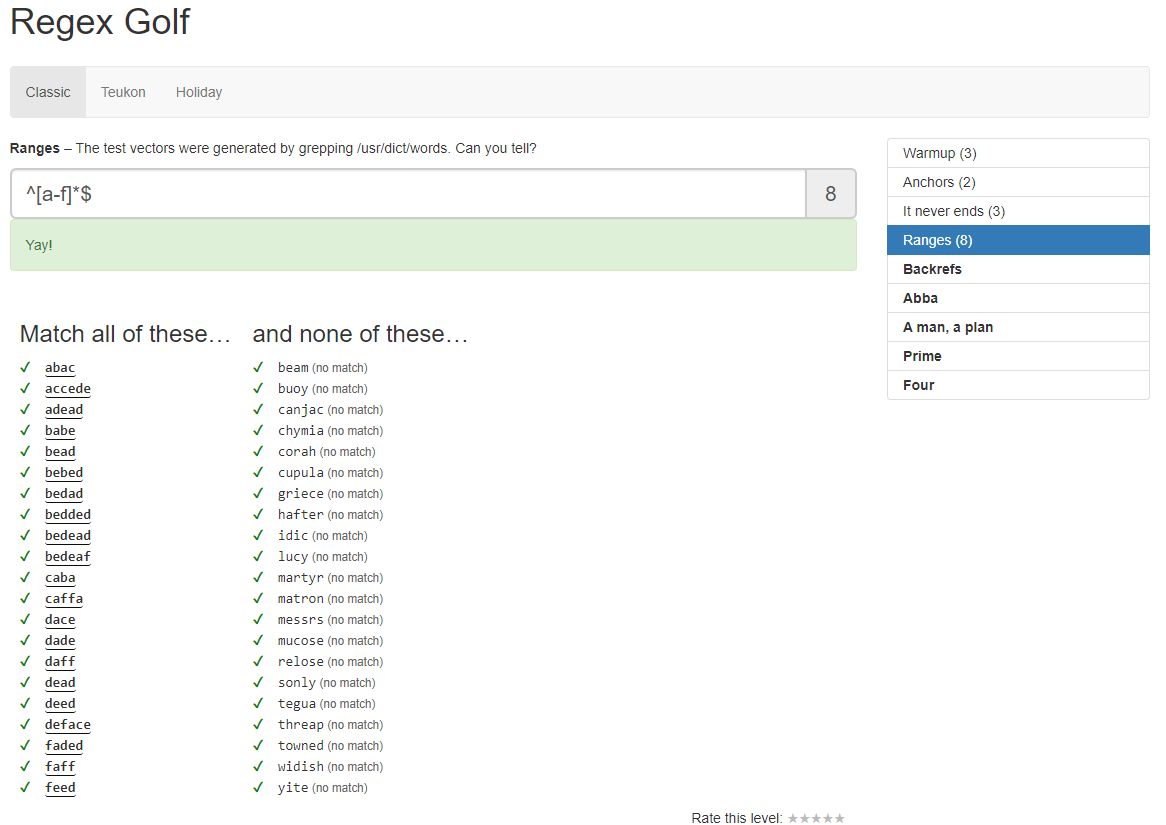 Regex Golf
Classic Teukon Holiday
Ranges – The test vectors were generated by grepping /usr/dict/words. Can you tell?
^[a-f]*$ 8
Yay!
Warmup (3)
Anchors (2)
It never ends (3)
Ranges (8)
Backrefs
Abba
A man, a plan
Prime
Four
Match all of these… and none of these…
✓ abac ✓ beam (no match)
✓ accede ✓ buoy (no match)
✓ adead ✓ canjac (no match)
✓ babe ✓ chymia (no match)
✓ bead ✓ corah (no match)
✓ bebed ✓ cupula (no match)
✓ bedad ✓ griece (no match)
✓ bedded ✓ hafter (no match)
✓ bedead ✓ idic (no match)
✓ bedeaf ✓ lucy (no match)
✓ caba ✓ martyr (no match)
✓ caffa ✓ matron (no match)
✓ dace ✓ messrs (no match)
✓ dade ✓ mucose (no match)
✓ daff ✓ relose (no match)
✓ dead ✓ sonly (no match)
✓ deed ✓ tegua (no match)
✓ deface ✓ threap (no match)
✓ faded ✓ towned (no match)
✓ faff ✓ widish (no match)
✓ feed ✓ yite (no match)
Rate this level: ★★★★★